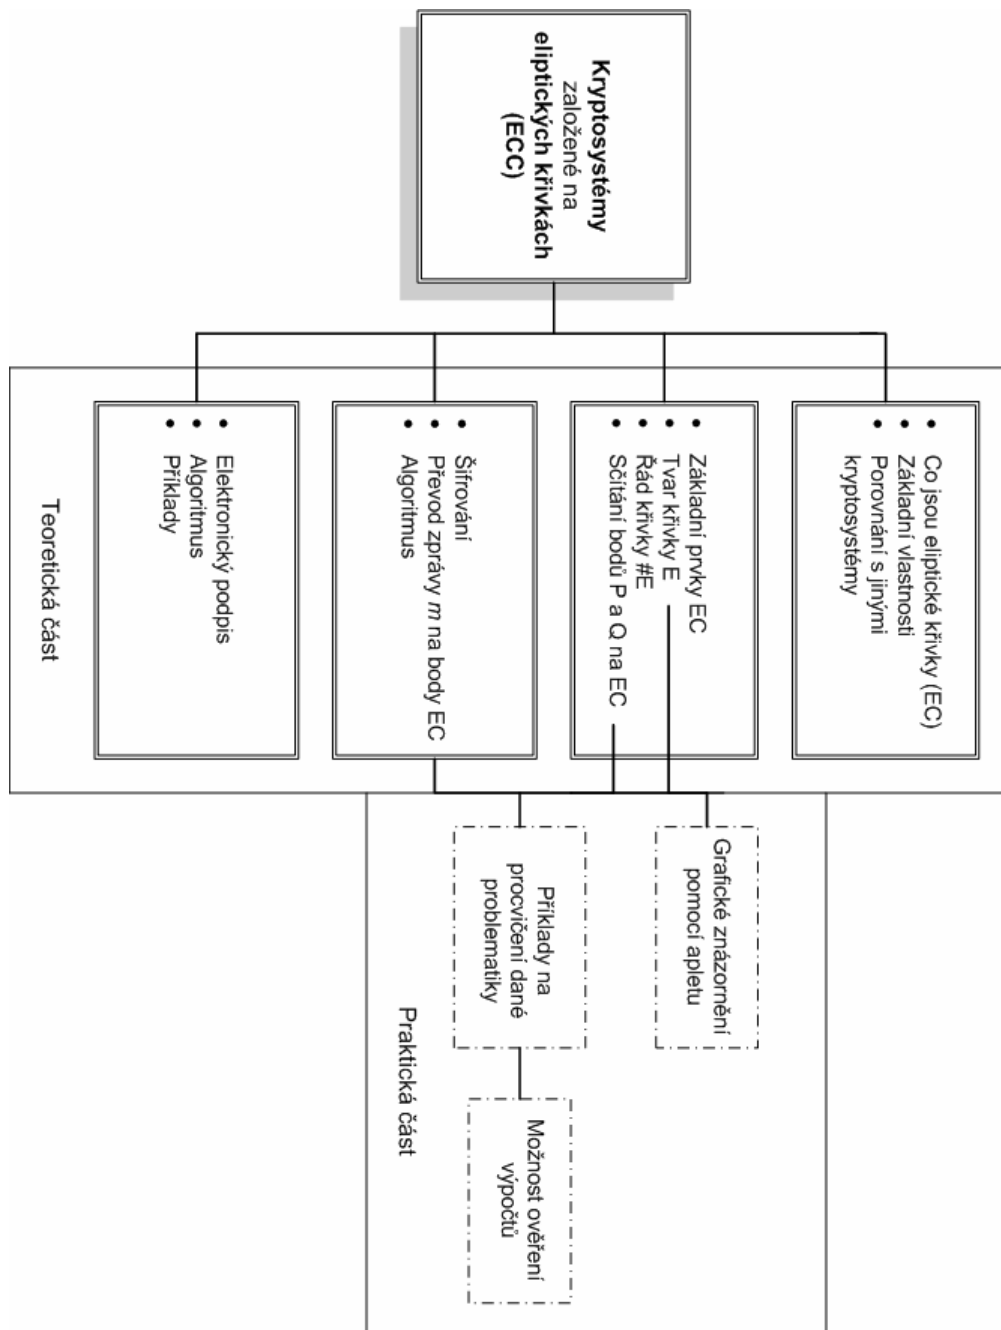 Kryptosystémy
založené na
eliptických křivkách
(ECC)
Co jsou eliptické křivky (EC)
Základní vlastnosti
Porovnání s jinými
kryptosystémy
Základní prvky EC
Tvar křivky E
Řád křivky #E
Sčítání bodů P a Q na EC
Šifrování
Převod zprávy m na body EC
Algoritmus
Elektronický podpis
Algoritmus
Příklady
Teoretická část
Grafické znázornění
pomocí apletu
Příklady na
procvičení dané
problematiky
Možnost ověření
výpočtů
Praktická část